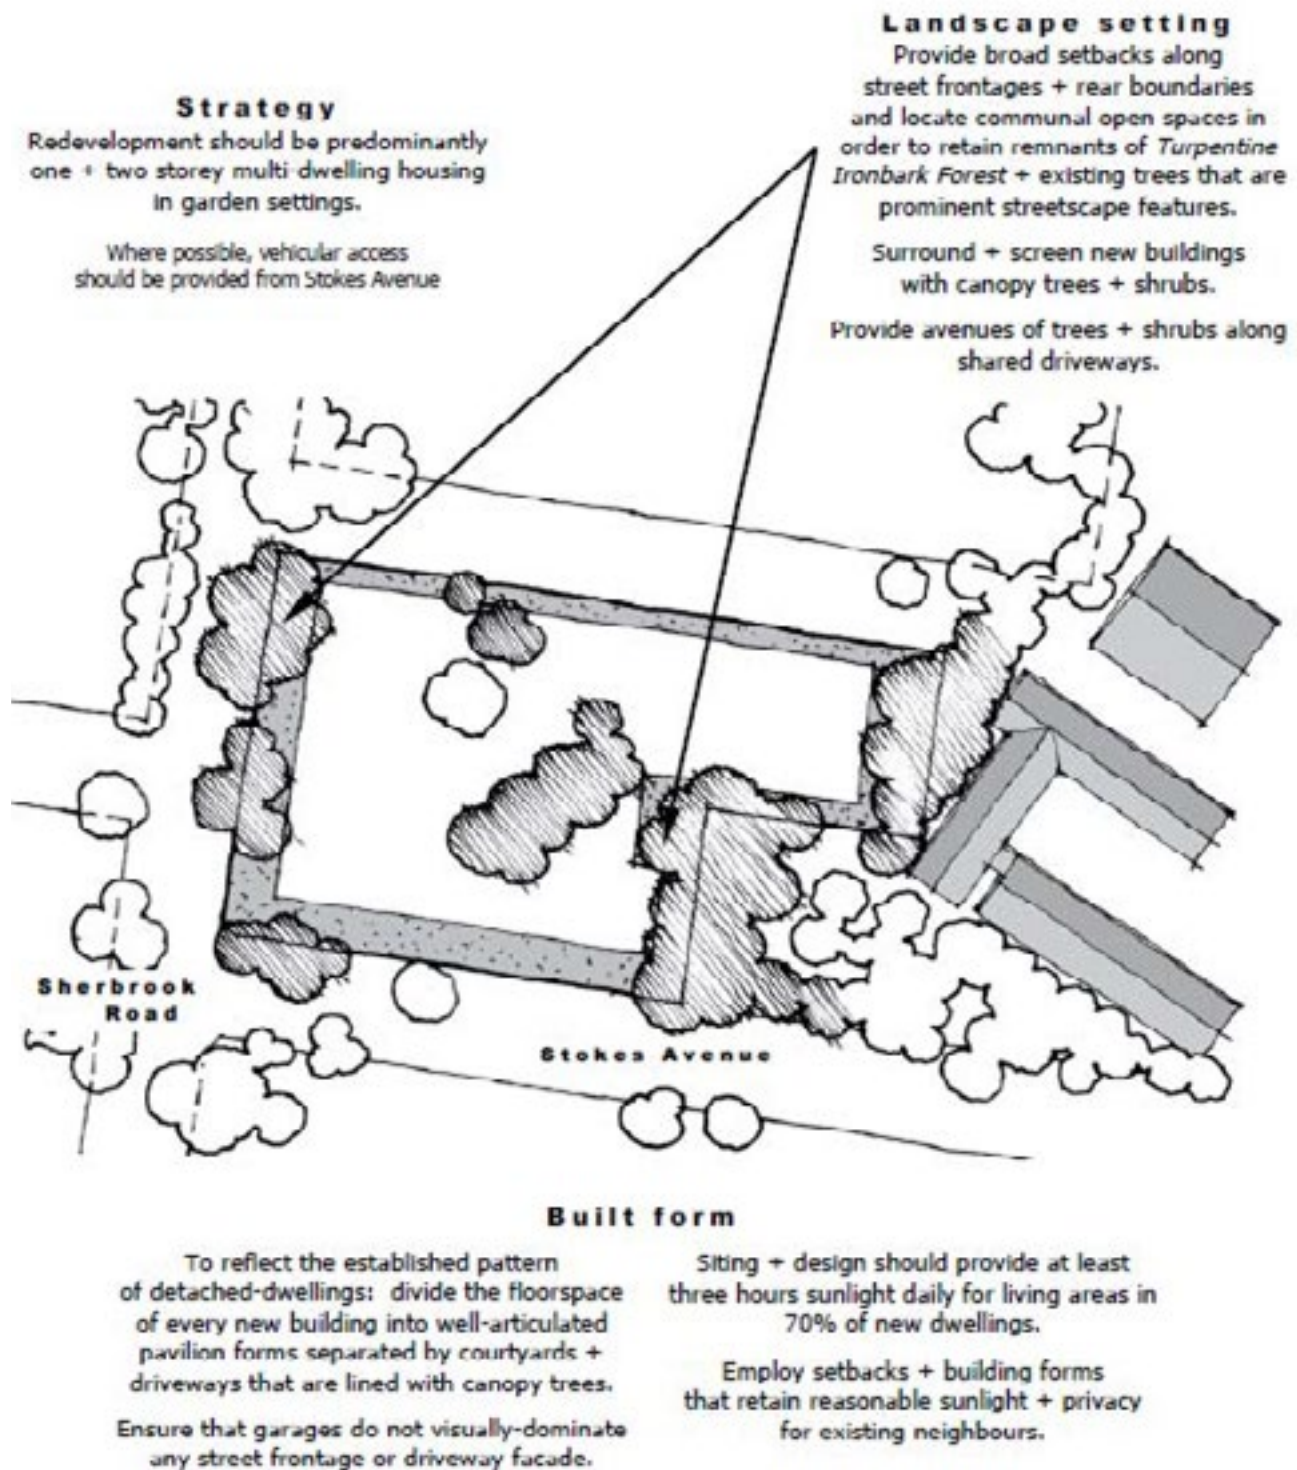 Strategy
Redevelopment should be predominantly
one + two storey multi dwelling housing
in garden settings.
Where possible, vehicular access
should be provided from Stokes Avenue
Landscape setting
Provide broad setbacks along
street frontages + rear boundaries
and locate communal open spaces in
order to retain remnants of Turpentine
Ironbark Forest + existing trees that are
prominent streetscape features.
Surround + screen new buildings
with canopy trees + shrubs.
Provide avenues of trees + shrubs along
shared driveways.
Sherbrook
Road
Stokes Avenue
Built form
To reflect the established pattern
of detached-dwellings: divide the floorspace
of every new building into well-articulated
pavilion forms separated by courtyards +
driveways that are lined with canopy trees.
Ensure that garages do not visually-dominate
any street frontage or driveway facade.
Siting + design should provide at least
three hours sunlight daily for living areas in
70% of new dwellings.
Employ setbacks + building forms
that retain reasonable sunlight + privacy
for existing neighbours.